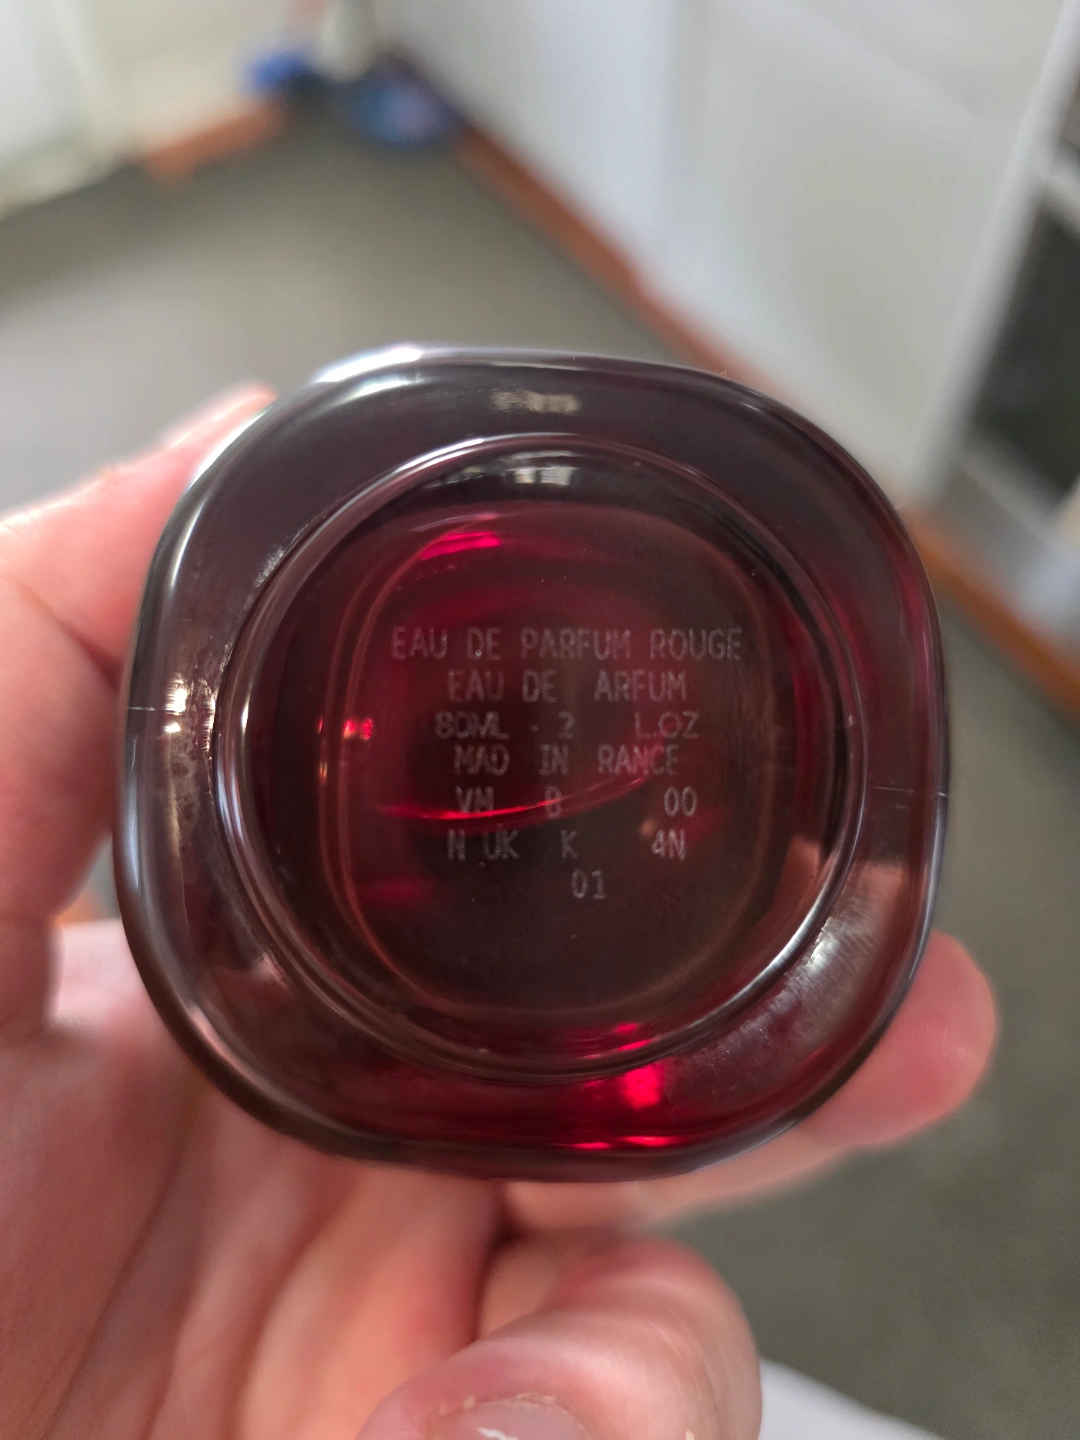 EAU DE PARFUM ROUGE
EAU DE ARFUM
80ML - 2 L.OZ
MAD IN RANCE
VM 00
N UK K 4N
01